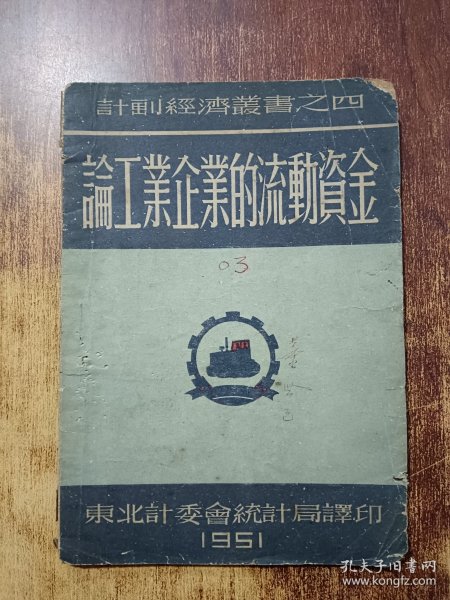 計劃經濟叢書之四
論工業企業的流動資金
03
東北計委會統計局譯印
1951
孔夫子旧书网
www.kongfz.com